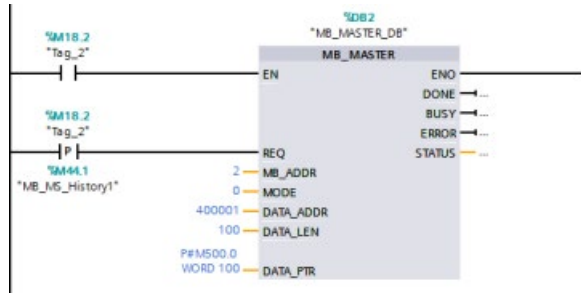 %DB2
"MB_MASTER_DB"
%M18.2
"Tag_2"
MB_MASTER
EN
ENO
DONE
...
BUSY
...
ERROR
...
%M18.2
"Tag_2"
P
REQ
STATUS
...
%M44.1
"MB_MS_History1"
2
MB_ADDR
0
MODE
400001
DATA_ADDR
100
DATA_LEN
P#M500.0
WORD 100
DATA_PTR